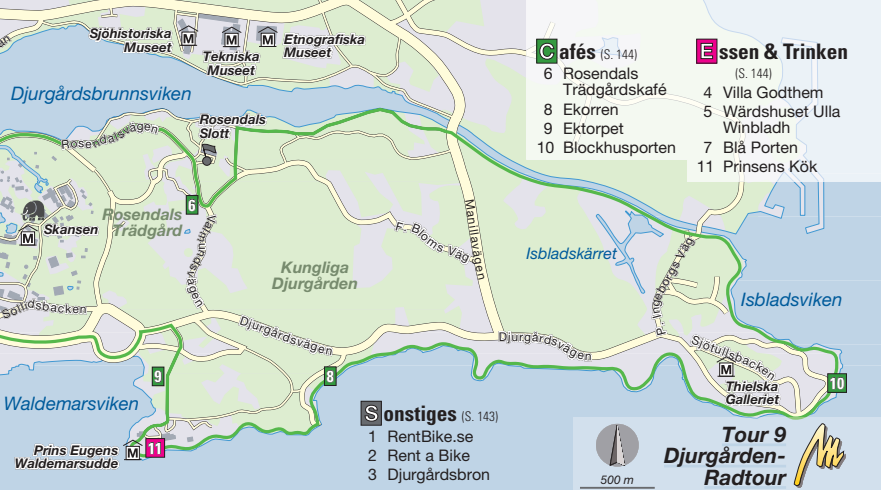 Sjöhistoriska
Museet
Tekniska
Museet
Etnografiska
Museet
Djurgårdsbrunnsviken
Cafés (S. 144)
6 Rosendals
Trädgårdskafé
8 Ekorren
9 Ektorpet
10 Blockhusporten
Essen & Trinken
(S. 144)
4 Villa Godthem
5 Wärdshuset Ulla
Winbladh
7 Blå Porten
11 Prinsens Kök
Rosendals
Slott
Rosendalsvägen
6
Rosendals
Trädgård
Skansen
Värmundsvägen
F. Bloms Väg
Manillavägen
Kungliga
Djurgården
Isbladskärret
P. Ingeborgs Väg
Isbladsviken
Sollidsbacken
Djurgårdsvägen
Djurgårdsvägen
Sjötullsbacken
9
8
10
Thielska
Galleriet
Waldemarsviken
Prins Eugens
Waldemarsudde
11
Sonstiges (S. 143)
1 RentBike.se
2 Rent a Bike
3 Djurgårdsbron
500 m
Tour 9
Djurgården-
Radtour